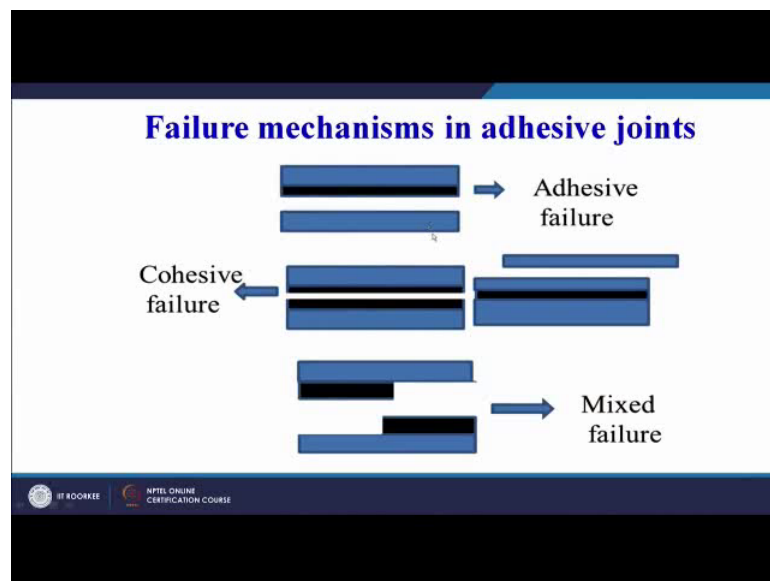 Failure mechanisms in adhesive joints
Adhesive
failure
Cohesive
failure
Mixed
failure
IIT ROORKEE
NPTEL ONLINE
CERTIFICATION COURSE